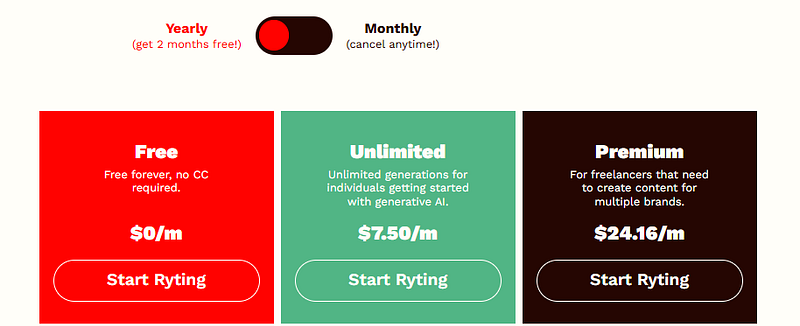 Yearly
(get 2 months free!)
Monthly
(cancel anytime!)
Free
Free forever, no CC
required.
$0/m
Start Ryting
Unlimited
Unlimited generations for
individuals getting started
with generative AI.
$7.50/m
Start Ryting
Premium
For freelancers that need
to create content for
multiple brands.
$24.16/m
Start Ryting